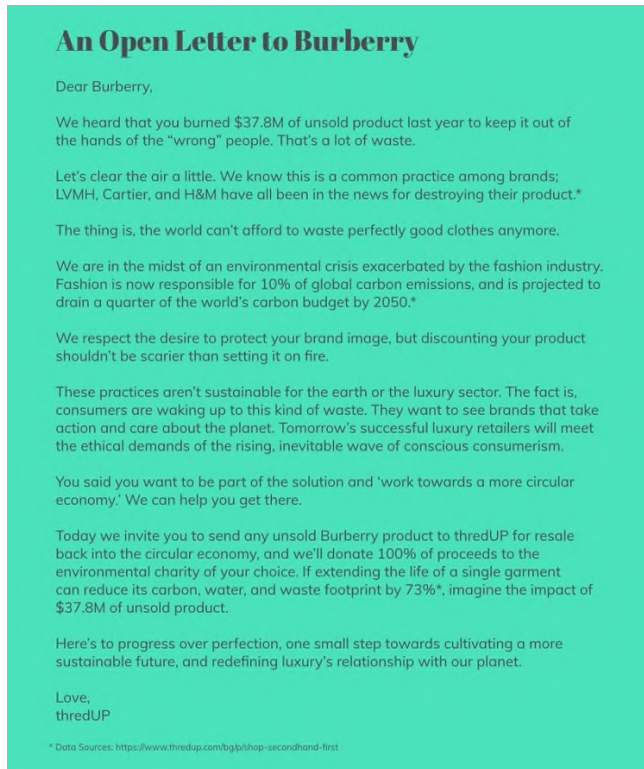 An Open Letter to Burberry
Dear Burberry,
We heard that you burned $37.8M of unsold product last year to keep it out of
the hands of the “wrong” people. That’s a lot of waste.
Let’s clear the air a little. We know this is a common practice among brands;
LVMH, Cartier, and H&M have all been in the news for destroying their product.*
The thing is, the world can’t afford to waste perfectly good clothes anymore.
We are in the midst of an environmental crisis exacerbated by the fashion industry.
Fashion is now responsible for 10% of global carbon emissions, and is projected to
drain a quarter of the world’s carbon budget by 2050.*
We respect the desire to protect your brand image, but discounting your product
shouldn’t be scarier than setting it on fire.
These practices aren’t sustainable for the earth or the luxury sector. The fact is,
consumers are waking up to this kind of waste. They want to see brands that take
action and care about the planet. Tomorrow’s successful luxury retailers will meet
the ethical demands of the rising, inevitable wave of conscious consumerism.
You said you want to be part of the solution and ‘work towards a more circular
economy.’ We can help you get there.
Today we invite you to send any unsold Burberry product to thredUP for resale
back into the circular economy, and we’ll donate 100% of proceeds to the
environmental charity of your choice. If extending the life of a single garment
can reduce its carbon, water, and waste footprint by 73%*, imagine the impact of
$37.8M of unsold product.
Here’s to progress over perfection, one small step towards cultivating a more
sustainable future, and redefining luxury’s relationship with our planet.
Love,
thredUP
* Data Sources: https://www.thredup.com/bg/p/shop-secondhand-first